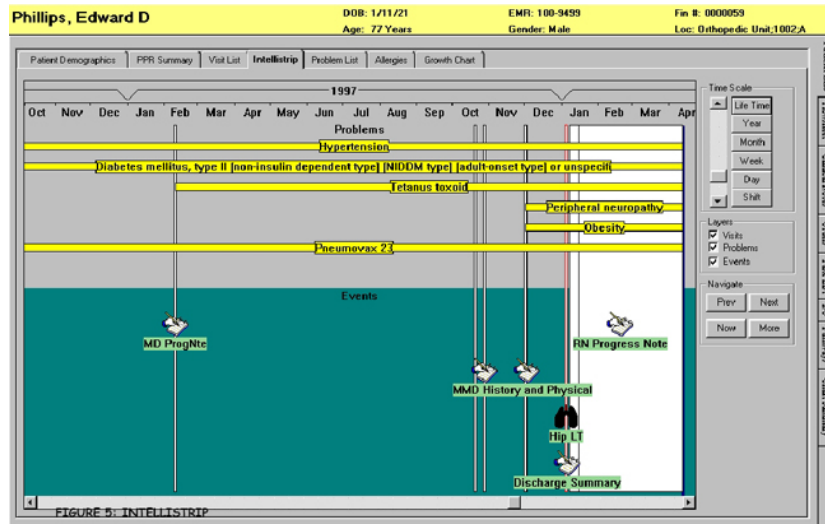 Phillips, Edward D
DOB: 1/11/21
EMR: 100-9499
Fin #: 0000059
Age: 77 Years
Gender: Male
Loc: Orthopedic Unit;1002;A
Patient Demographics
PPR Summary
Visit List
Intellistrip
Problem List
Allergies
Growth Chart
1997
Oct Nov Dec Jan Feb Mar Apr May Jun Jul Aug Sep Oct Nov Dec Jan Feb Mar Apr
Problems
Hypertension
Diabetes mellitus, type II [non-insulin dependent type] [NIDDM type] [adult-onset type] or unspecifi
Tetanus toxoid
Peripheral neuropathy
Obesity
Pneumovax 23
Events
MD ProgNte
RN Progress Note
MMD History and Physical
Hip LT
Discharge Summary
Time Scale
Life Time
Year
Month
Week
Day
Shift
Layers
Visits
Problems
Events
Navigate
Prev Next
Now More
FIGURE 5: INTELLISTRIP